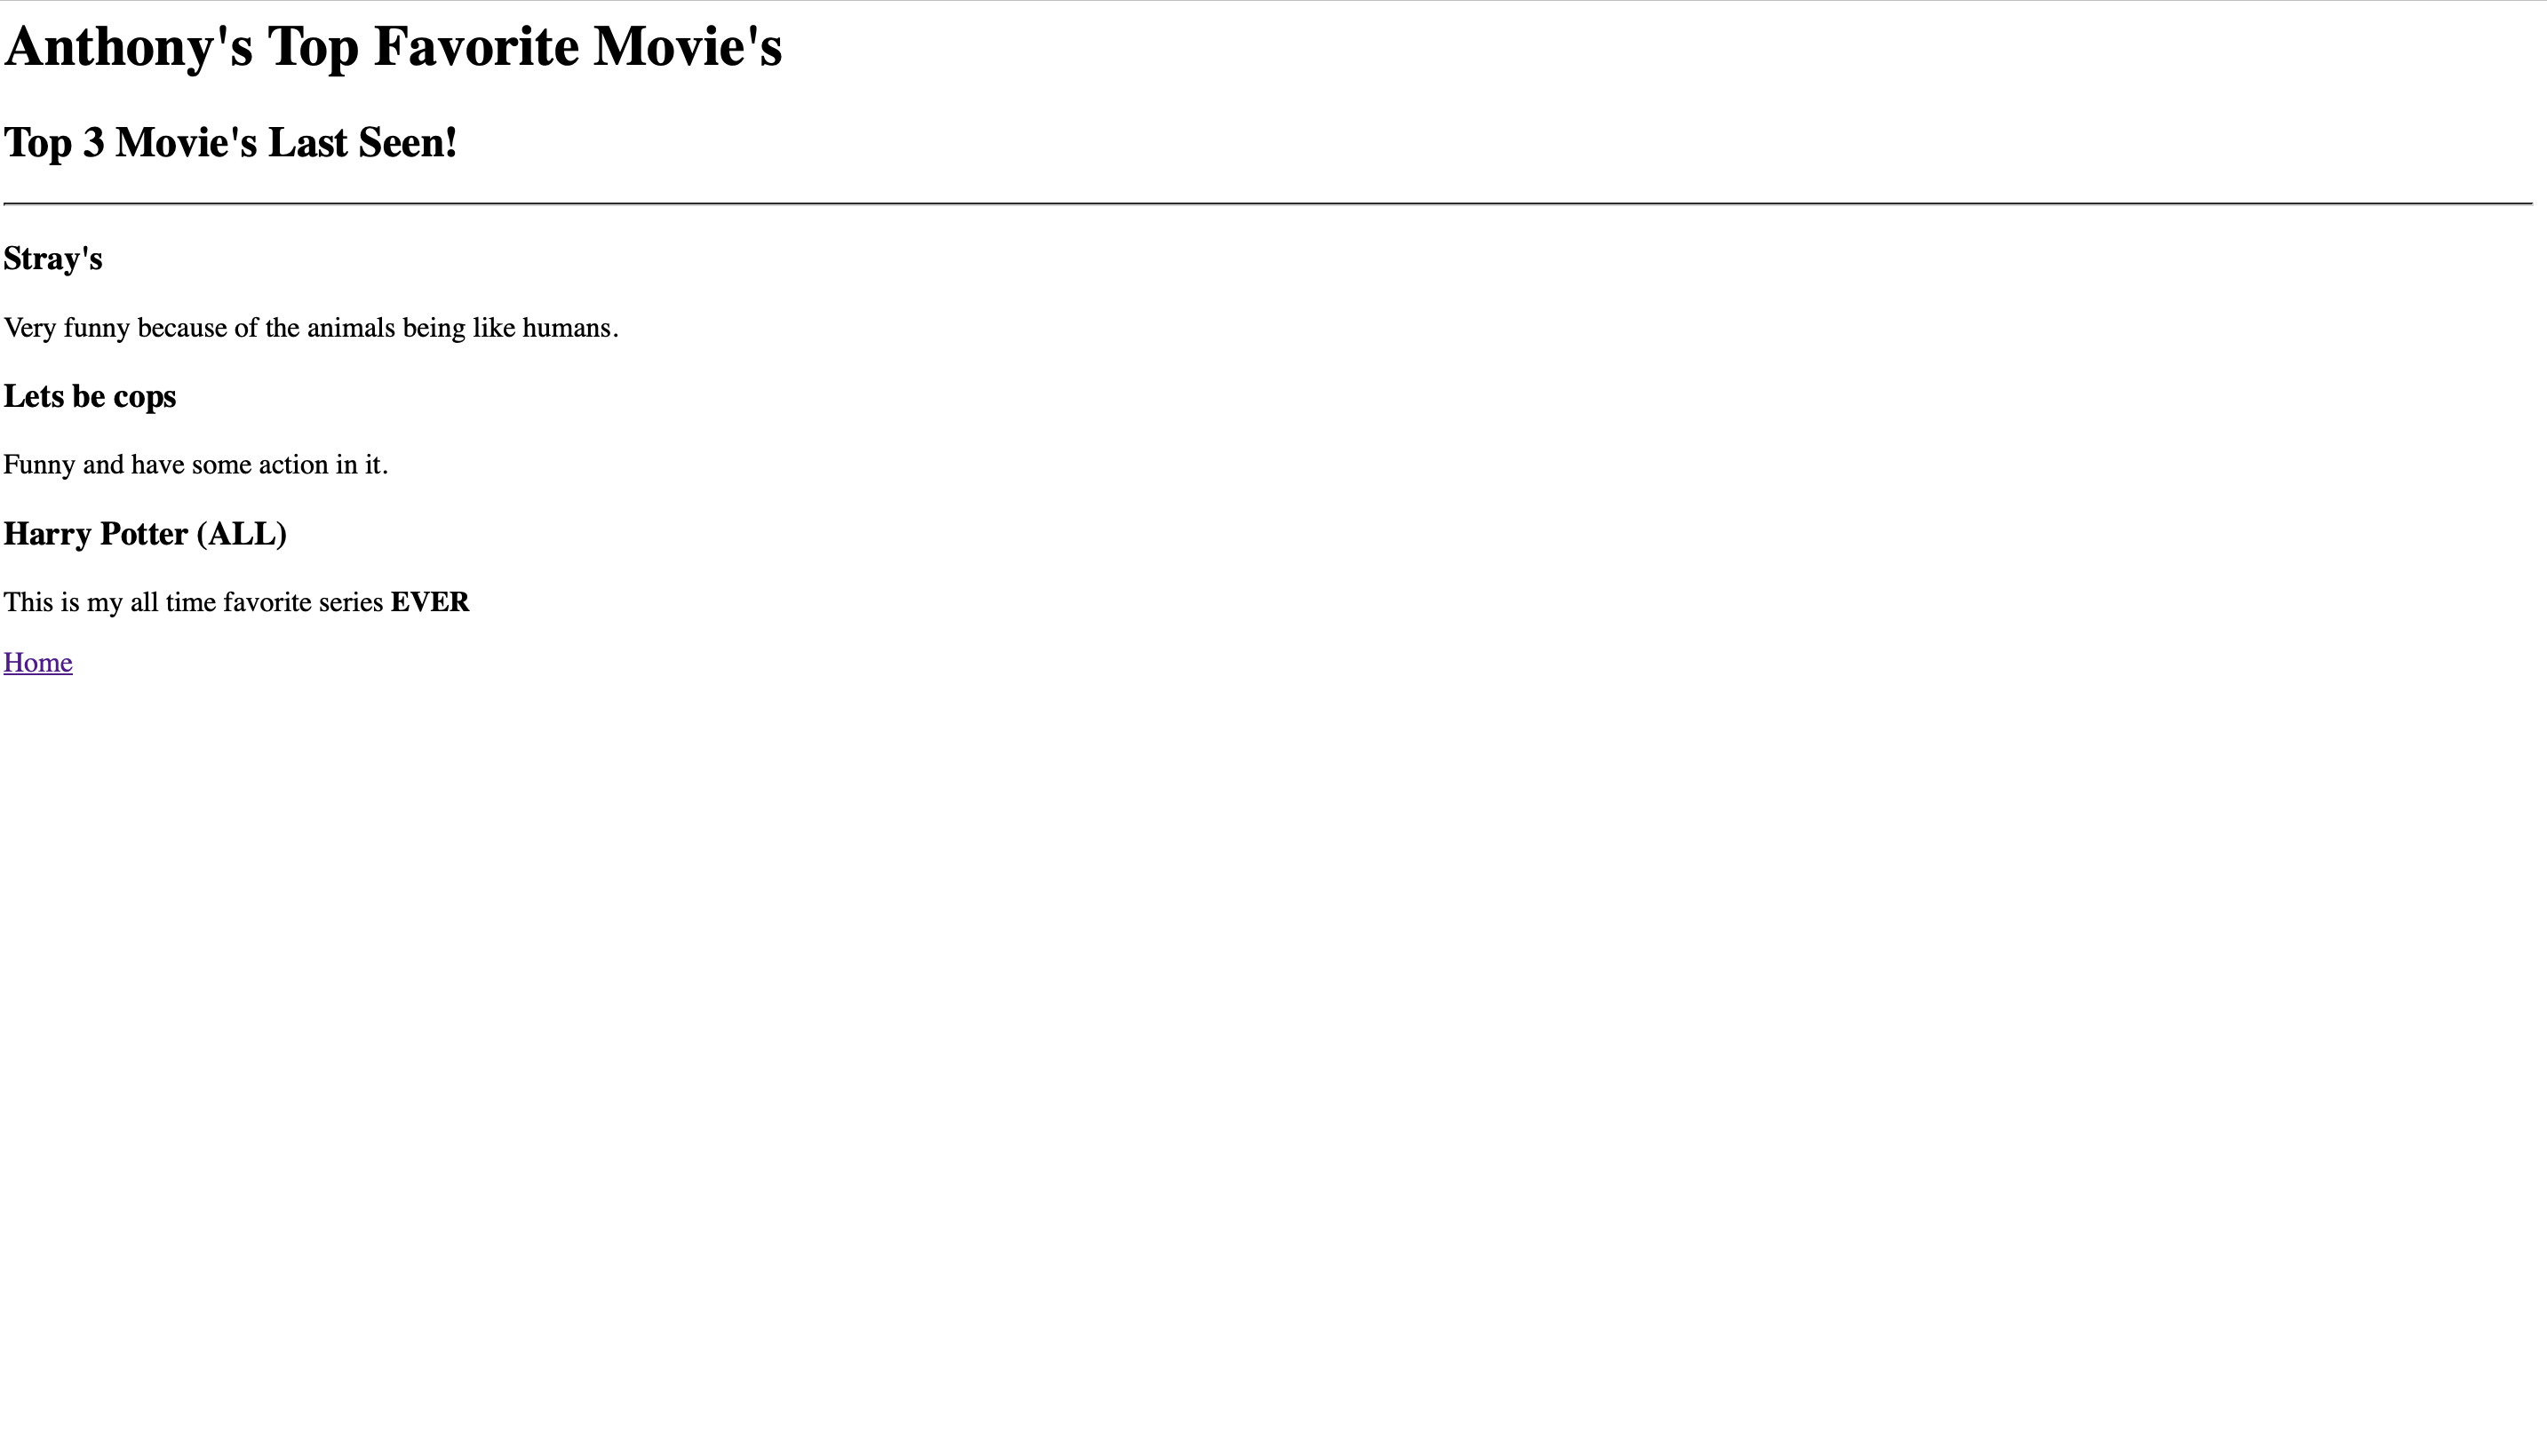 Anthony's Top Favorite Movie's
Top 3 Movie's Last Seen!
Stray's
Very funny because of the animals being like humans.
Lets be cops
Funny and have some action in it.
Harry Potter (ALL)
This is my all time favorite series EVER
Home